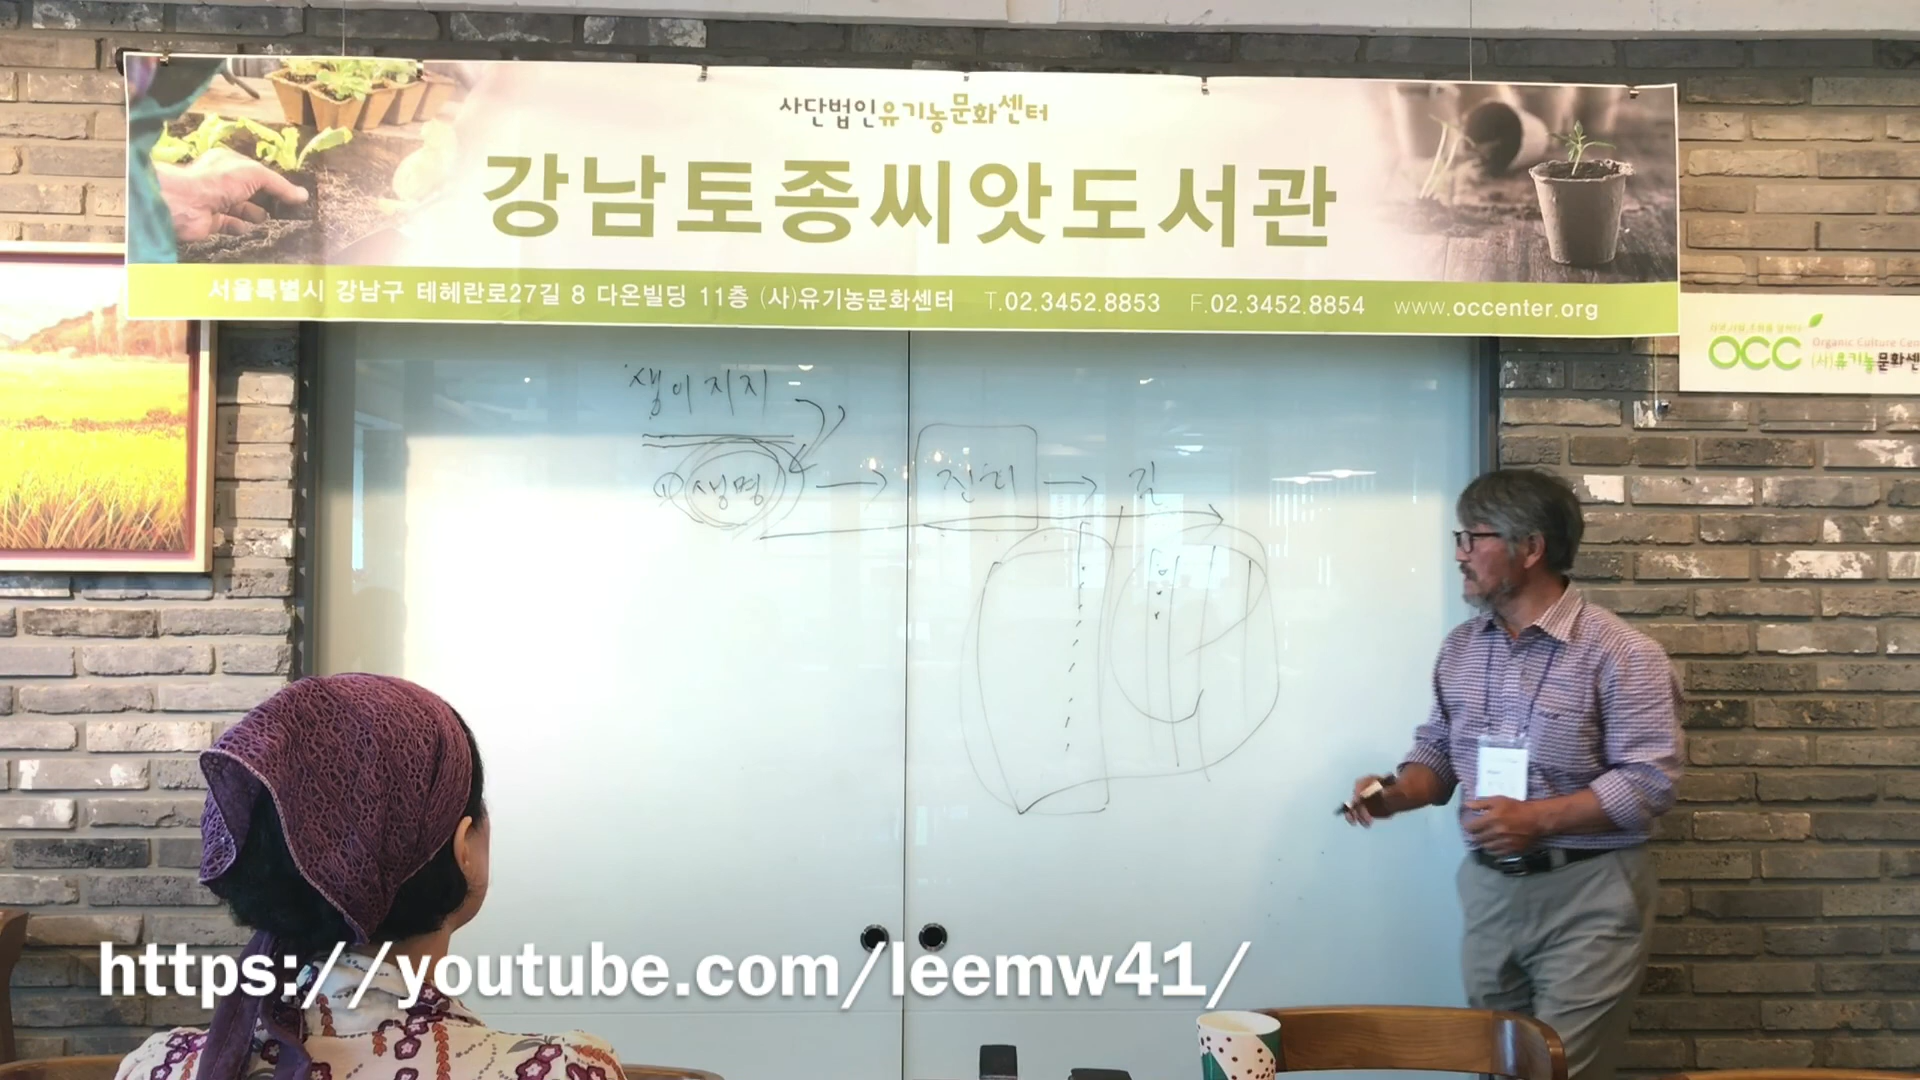 사단법인유기농문화센터
강남토종씨앗도서관
서울특별시 강남구 테헤란로27길 8 다온빌딩 11층 (사)유기농문화센터 T.02.3452.8853 F.02.3452.8854 www.occenter.org
OCC Organic Culture Cen
(사)유기농문화센
생이지지
생명 → 진리 → 길
https://youtube.com/leemw41/